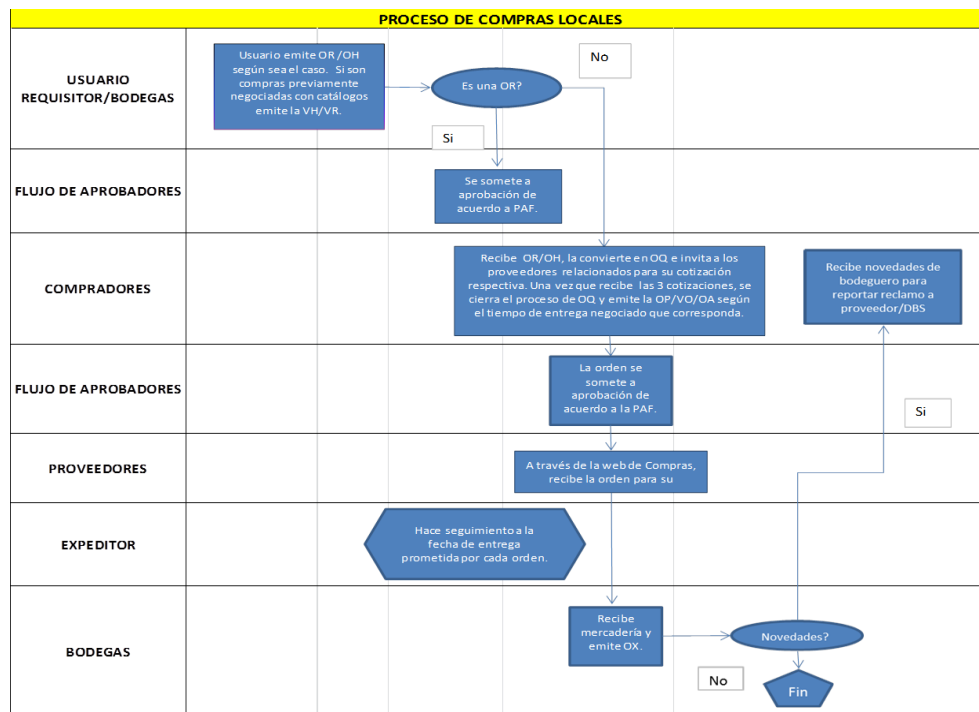 PROCESO DE COMPRAS LOCALES
USUARIO
REQUISITOR/BODEGAS
Usuario emite OR /OH
según sea el caso.  Si son
compras previamente
negociadas con catálogos
emite la VH/VR.
Es una OR?
No
Si
FLUJO DE APROBADORES
Se somete a
aprobación de
acuerdo a PAF.
COMPRADORES
Recibe  OR/OH, la convierte en OQ e invita a los
proveedores relacionados para su cotización
respectiva. Una vez que recibe  las 3 cotizaciones, se
cierra el proceso de OQ y emite la OP/VO/OA según
el tiempo de entrega negociado que corresponda.
Recibe novedades de
bodeguero para
reportar reclamo a
proveedor/DBS
FLUJO DE APROBADORES
La orden se
somete a
aprobación de
acuerdo a la PAF.
Si
PROVEEDORES
A través de la web de Compras,
recibe la orden para su
EXPEDITOR
Hace seguimiento a la
fecha de entrega
prometida por cada orden.
BODEGAS
Recibe
mercadería y
emite OX.
Novedades?
No
Fin